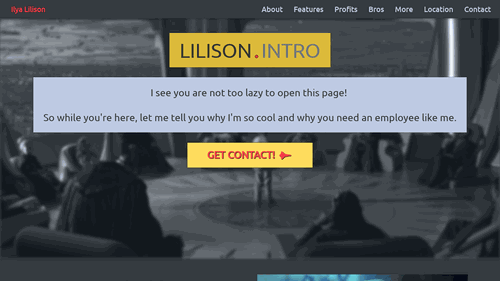 Ilya Lilison
About Features Profits Bros More Location Contact
LILISON.INTRO
I see you are not too lazy to open this page!
So while you're here, let me tell you why I'm so cool and why you need an employee like me.
GET CONTACT!